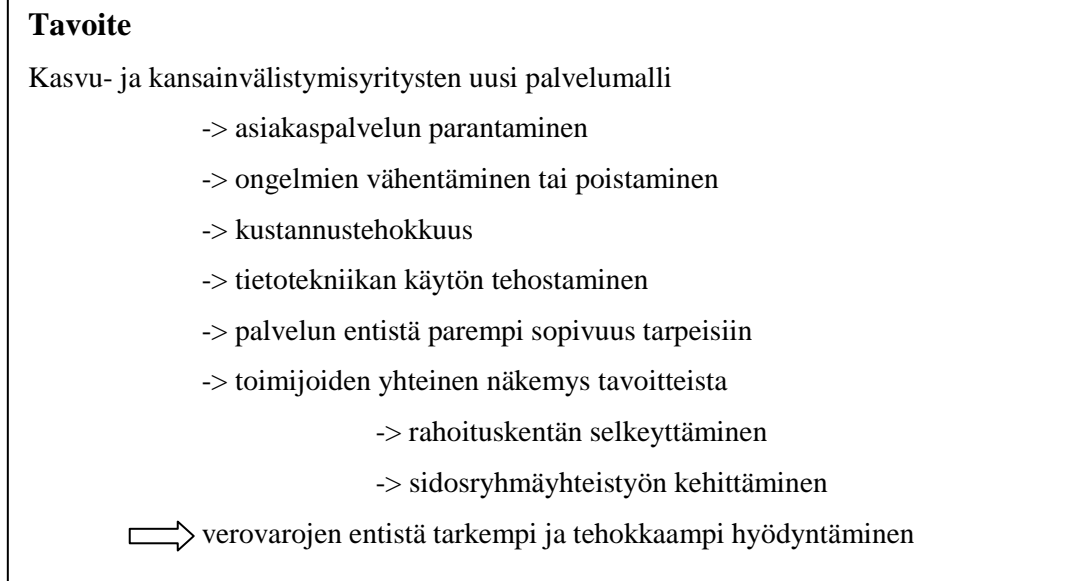 Tavoite
Kasvu- ja kansainvälistymisyritysten uusi palvelumalli
-> asiakaspalvelun parantaminen
-> ongelmien vähentäminen tai poistaminen
-> kustannustehokkuus
-> tietotekniikan käytön tehostaminen
-> palvelun entistä parempi sopivuus tarpeisiin
-> toimijoiden yhteinen näkemys tavoitteista
-> rahoituskentän selkeyttäminen
-> sidosryhmäyhteistyön kehittäminen
verovarojen entistä tarkempi ja tehokkaampi hyödyntäminen